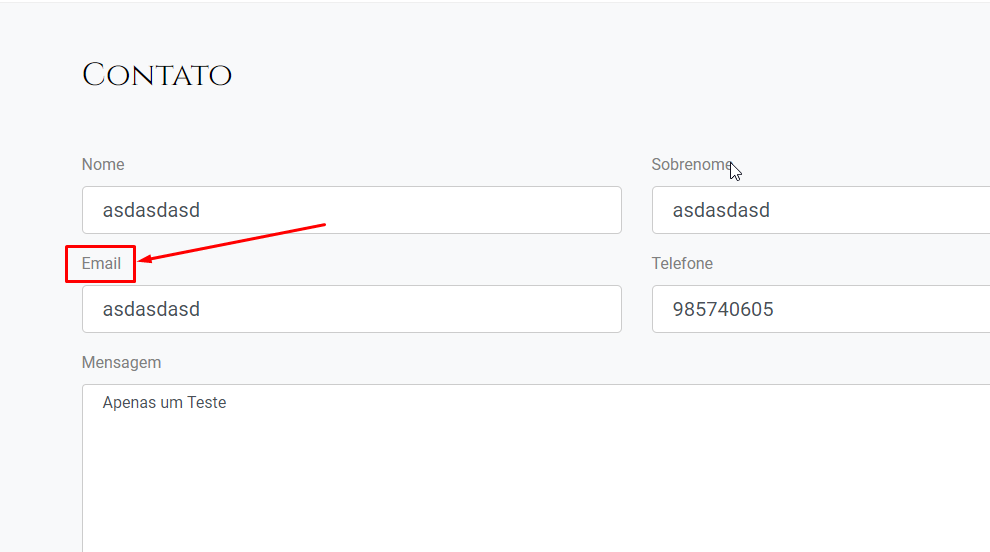 Contato
Nome
Sobrenome
asdasdasd
asdasdasd
Email
Telefone
asdasdasd
985740605
Mensagem
Apenas um Teste